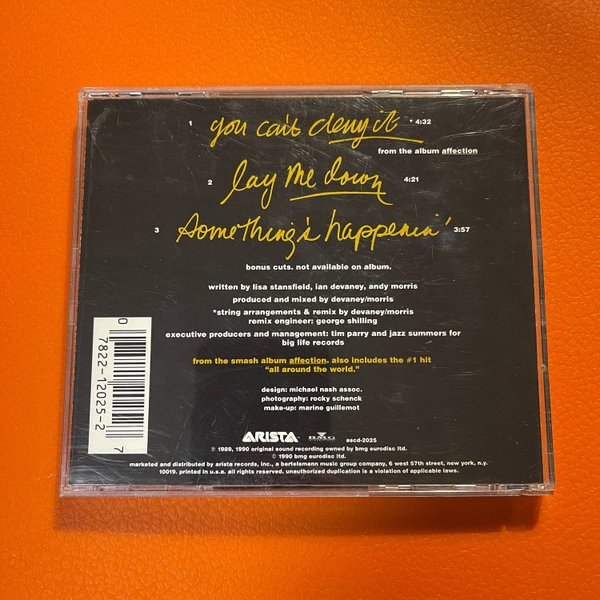 1 you can't deny it * 4:32
from the album affection
2 lay me down 4:21
3 something's happenin' 3:57
bonus cuts. not available on album.
written by lisa stansfield, ian devaney, andy morris
produced and mixed by devaney/morris
*string arrangements & remix by devaney/morris
remix engineer: george shilling
executive producers and management: tim parry and jazz summers for
big life records
from the smash album affection. also includes the #1 hit
"all around the world."
design: michael nash assoc.
photography: rocky schenck
make-up: marine guillemot
ARISTA BMG ascd-2025
℗ 1989, 1990 original sound recording owned by bmg eurodisc ltd.
© 1990 bmg eurodisc ltd.
marketed and distributed by arista records, inc., a bertelsmann music group company, 6 west 57th street, new york, n.y.
10019. printed in u.s.a. all rights reserved. unauthorized duplication is a violation of applicable laws.
0 7822-12025-2 7